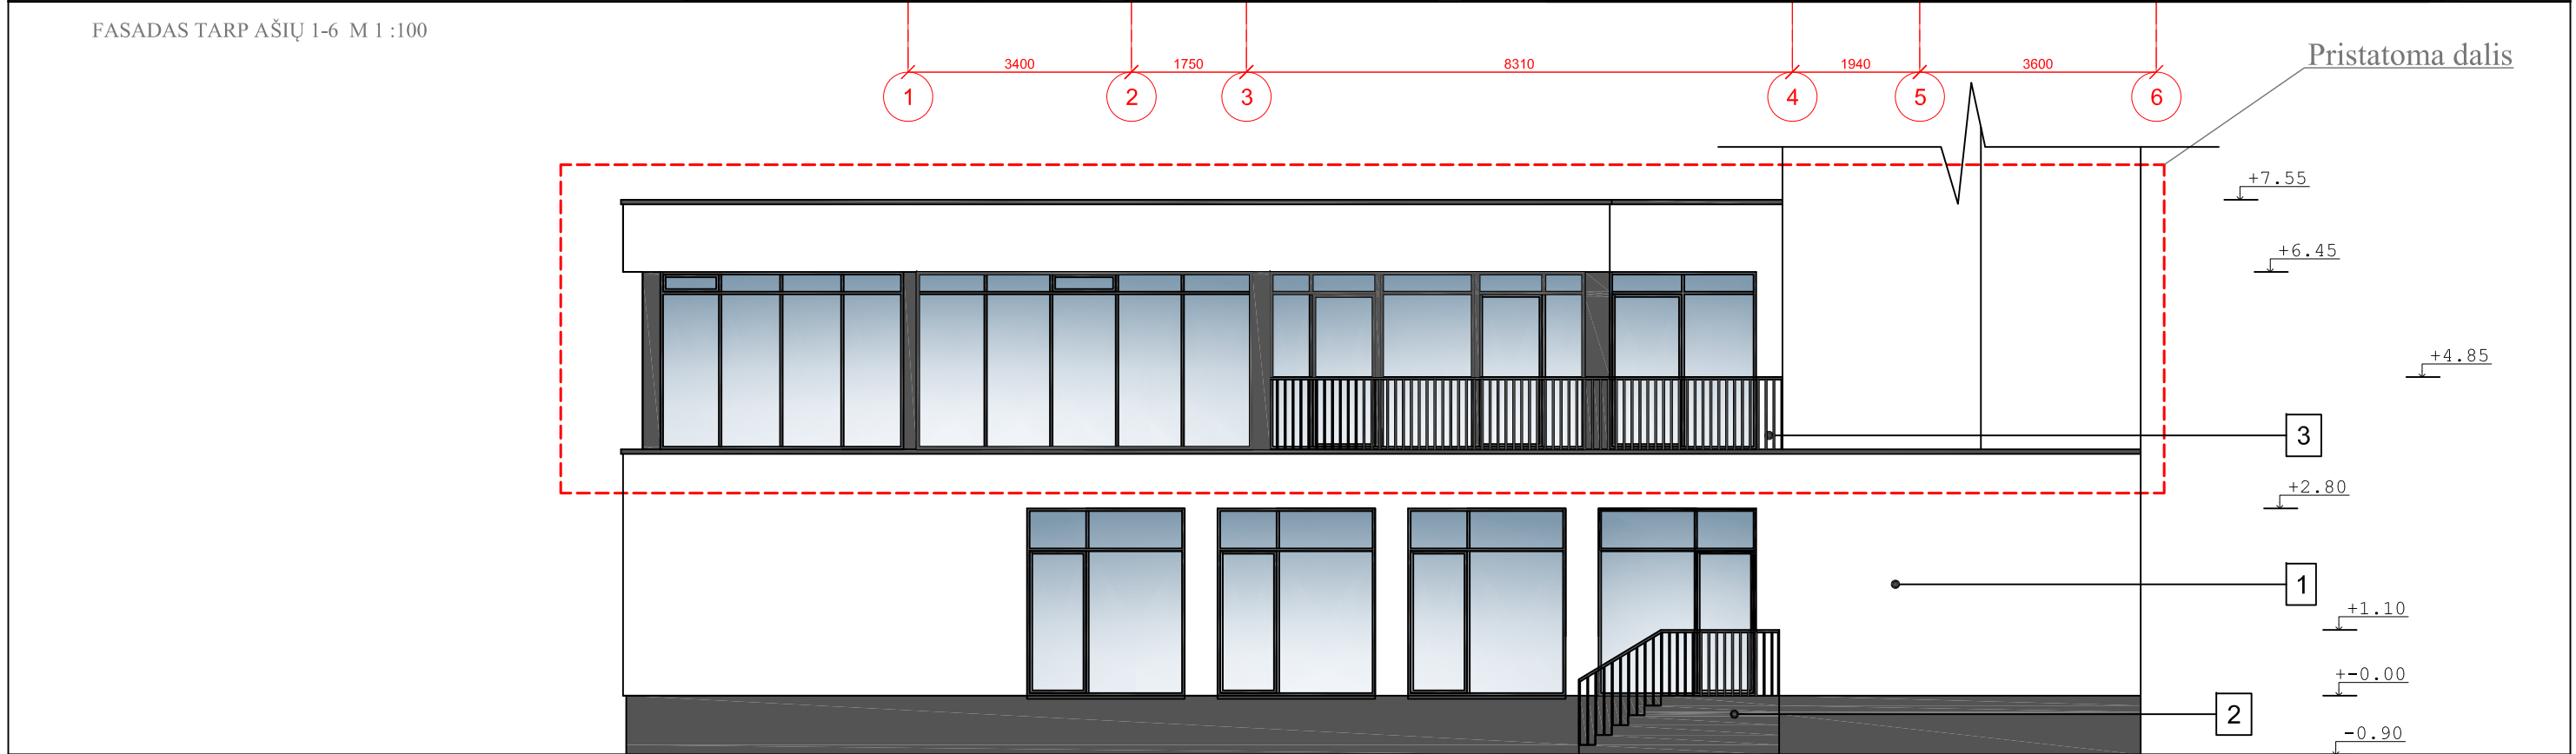 FASADAS TARP AŠIŲ 1-6 M 1 :100
Pristatoma dalis
3400 1750 8310 1940 3600
1 2 3 4 5 6
+7.55
+6.45
+4.85
3
+2.80
1
+1.10
+-0.00
2
-0.90